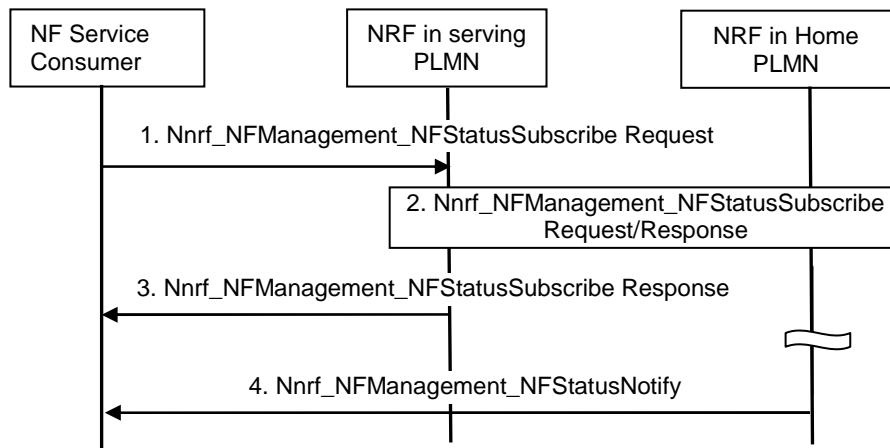 NF Service
Consumer
NRF in serving
PLMN
NRF in Home
PLMN
1. Nnrf_NFManagement_NFStatusSubscribe Request
2. Nnrf_NFManagement_NFStatusSubscribe
Request/Response
3. Nnrf_NFManagement_NFStatusSubscribe Response
4. Nnrf_NFManagement_NFStatusNotify